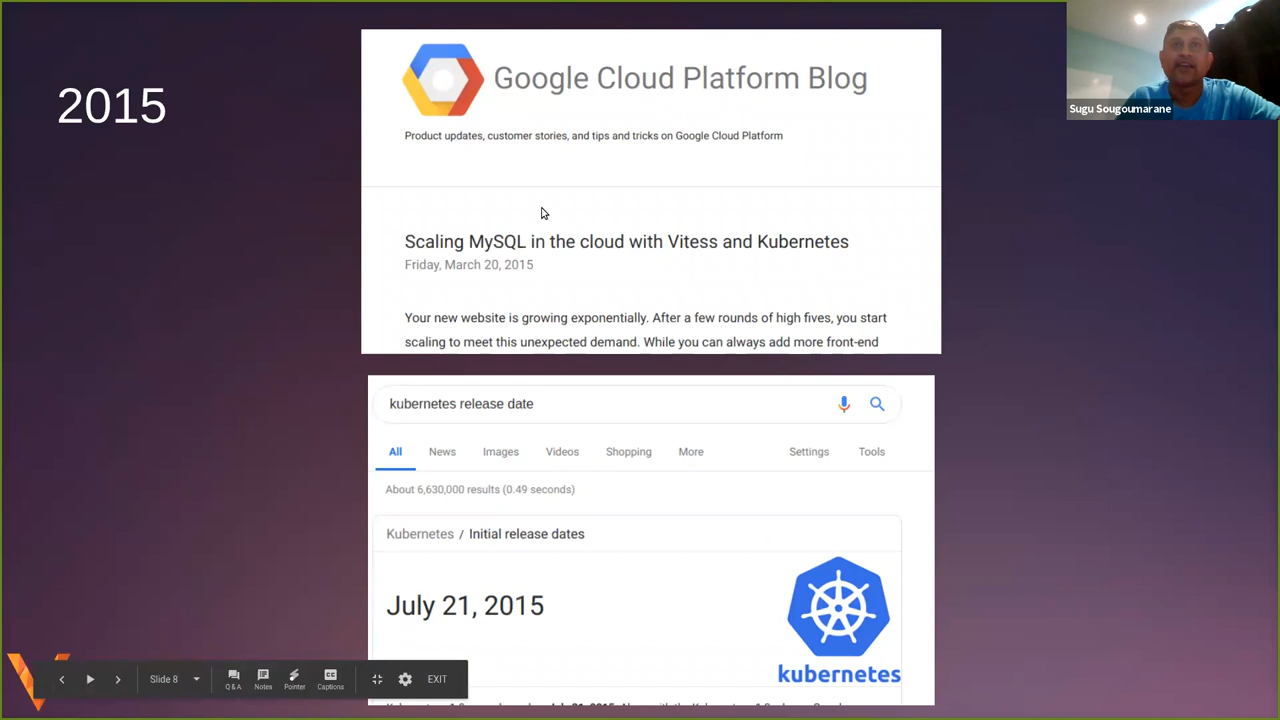 2015
Google Cloud Platform Blog
Product updates, customer stories, and tips and tricks on Google Cloud Platform
Scaling MySQL in the cloud with Vitess and Kubernetes
Friday, March 20, 2015
Your new website is growing exponentially. After a few rounds of high fives, you start
scaling to meet this unexpected demand. While you can always add more front-end
Sugu Sougoumarane
kubernetes release date
All News Images Videos Shopping More Settings Tools
About 6,630,000 results (0.49 seconds)
Kubernetes / Initial release dates
July 21, 2015
kubernetes
Slide 8 Q&A Notes Pointer Captions EXIT